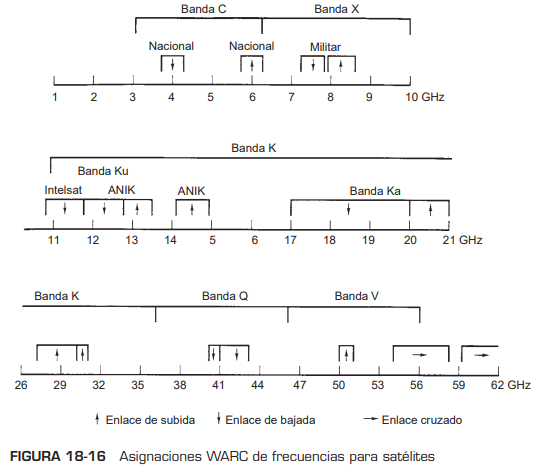 Banda C Banda X
Nacional Nacional Militar
1 2 3 4 5 6 7 8 9 10 GHz
Banda K
Banda Ku
Intelsat ANIK ANIK Banda Ka
11 12 13 14 5 6 17 18 19 20 21 GHz
Banda K Banda Q Banda V
26 29 32 35 38 41 44 47 50 53 56 59 62 GHz
Enlace de subida Enlace de bajada Enlace cruzado
FIGURA 18-16 Asignaciones WARC de frecuencias para satélites